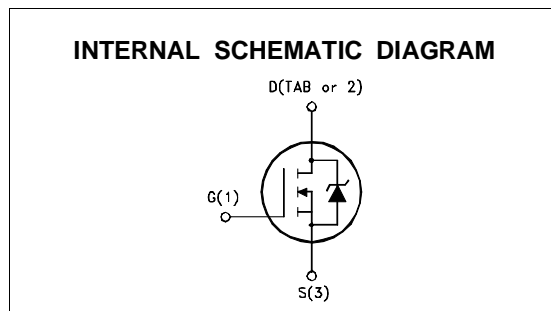 INTERNAL SCHEMATIC DIAGRAM
D(TAB or 2)
G(1)
S(3)